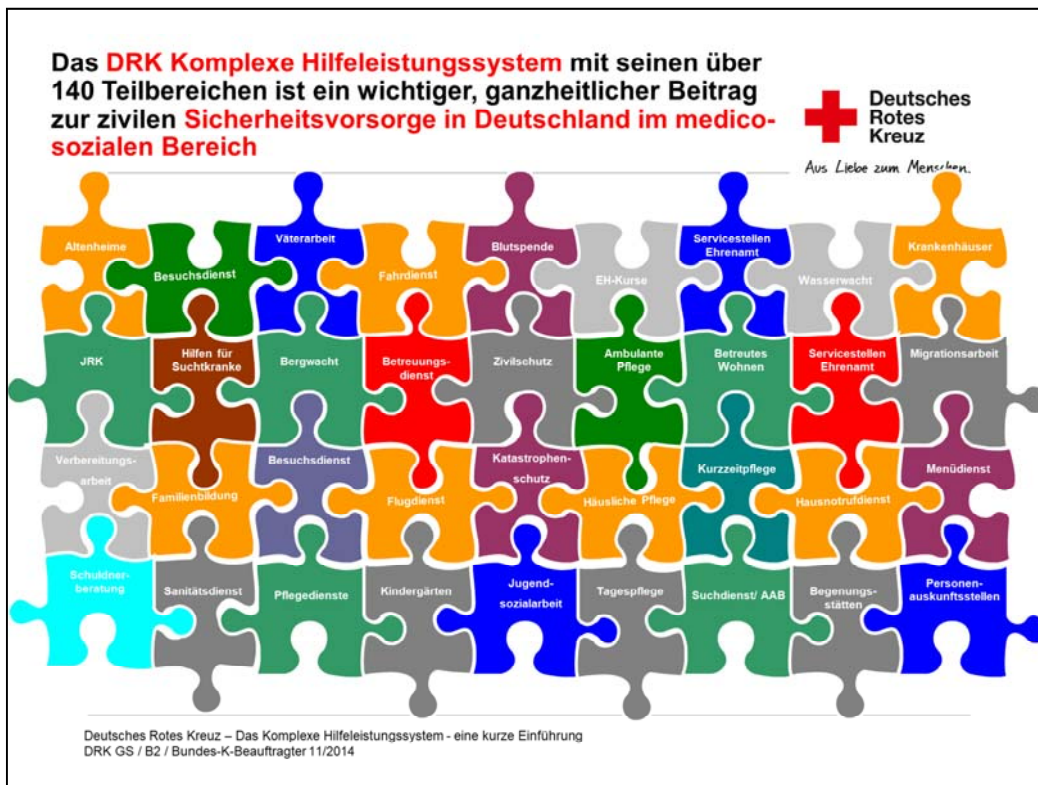 Das DRK Komplexe Hilfeleistungssystem mit seinen über
140 Teilbereichen ist ein wichtiger, ganzheitlicher Beitrag
zur zivilen Sicherheitsvorsorge in Deutschland im medico-
sozialen Bereich
Deutsches
Rotes
Kreuz
Aus Liebe zum Menschen.
Altenheime
Besuchsdienst
Väterarbeit
Fahrdienst
Blutspende
EH-Kurse
Servicestellen
Ehrenamt
Wasserwacht
Krankenhäuser
JRK
Hilfen für
Suchtkranke
Bergwacht
Betreuungs-
dienst
Zivilschutz
Ambulante
Pflege
Betreutes
Wohnen
Servicestellen
Ehrenamt
Migrationsarbeit
Verbereitungs-
arbeit
Familienbildung
Besuchsdienst
Flugdienst
Katastrophen-
schutz
Häusliche Pflege
Kurzzeitpflege
Hausnotrufdienst
Menüdienst
Schuldner-
beratung
Sanitätsdienst
Pflegedienste
Kindergärten
Jugend-
sozialarbeit
Tagespflege
Suchdienst/ AAB
Begenungs-
stätten
Personen-
auskunftsstellen
Deutsches Rotes Kreuz – Das Komplexe Hilfeleistungssystem - eine kurze Einführung
DRK GS / B2 / Bundes-K-Beauftragter 11/2014